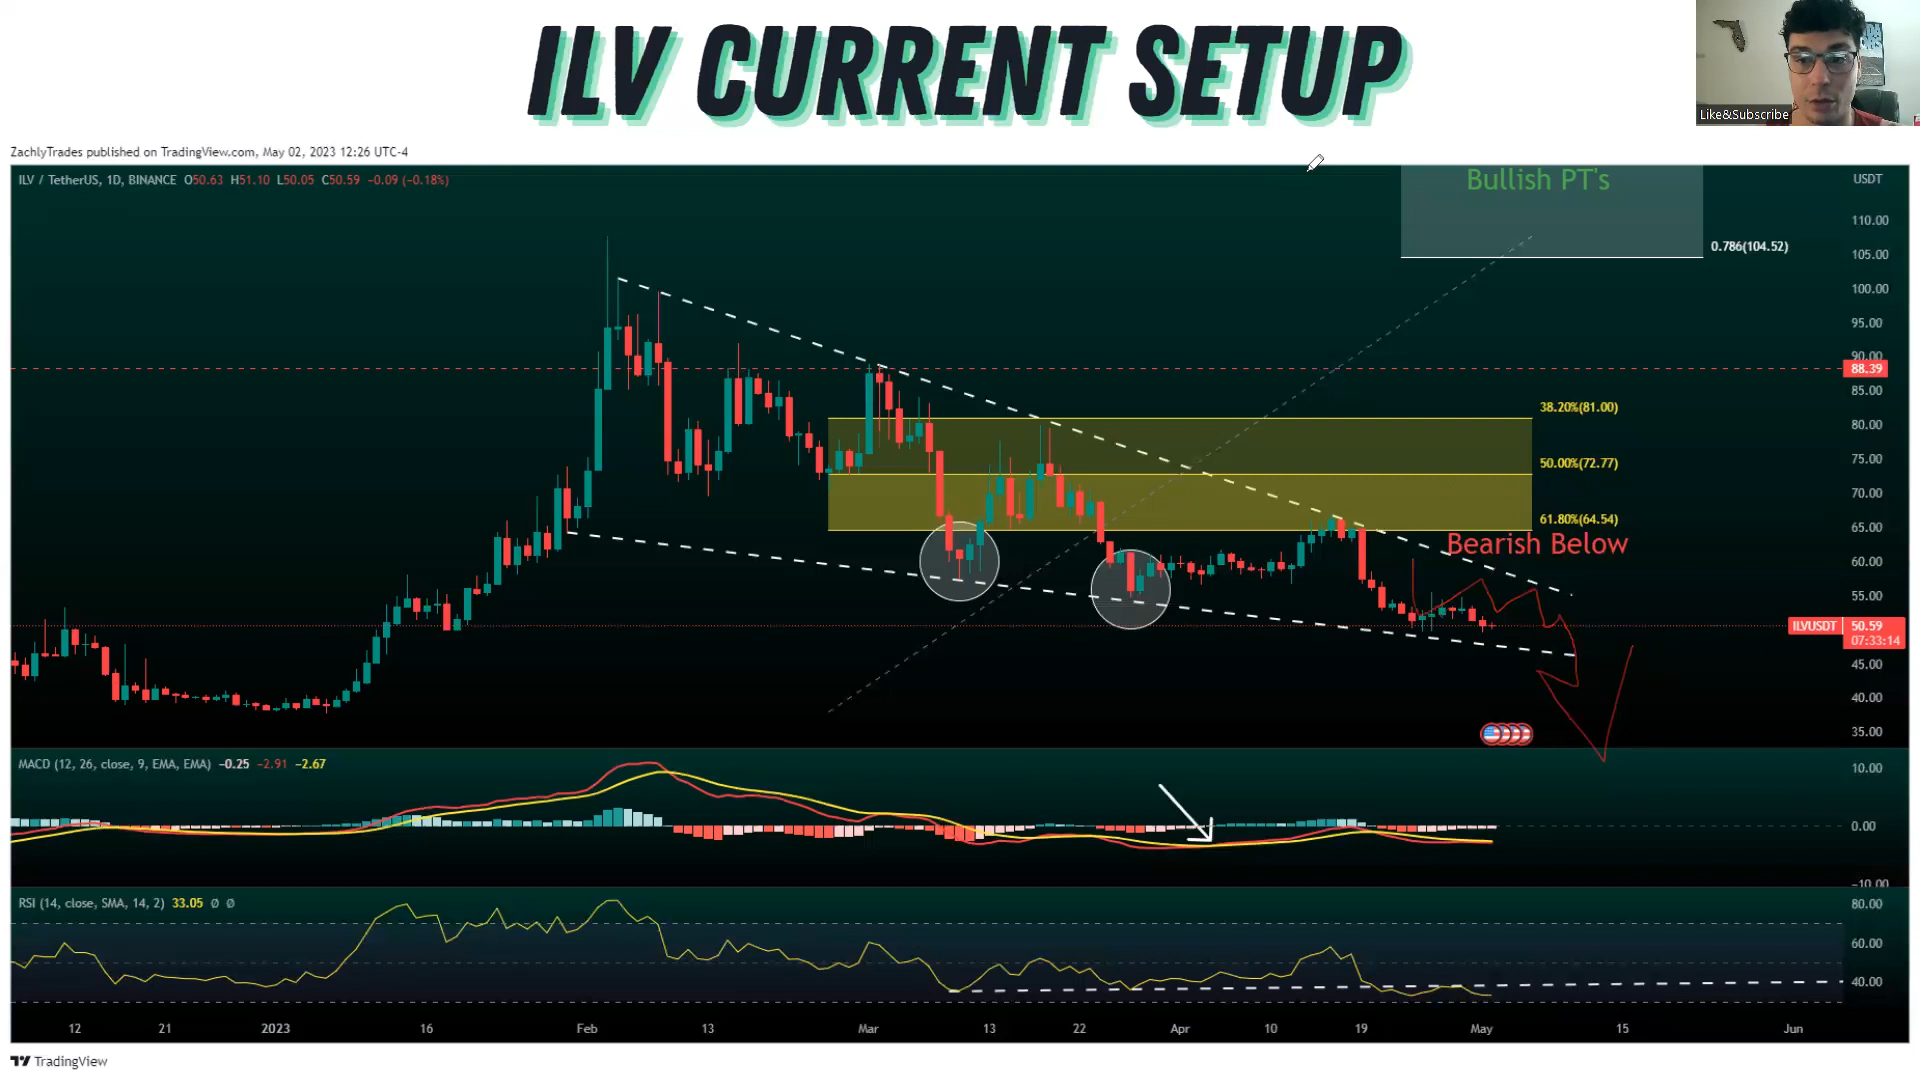 ILV CURRENT SETUP
Like&Subscribe
ZachlyTrades published on TradingView.com, May 02, 2023 12:26 UTC-4
ILV / TetherUS, 1D, BINANCE O50.63 H51.10 L50.05 C50.59 −0.09 (−0.18%)
Bullish PT's
USDT
110.00
0.786(104.52)
105.00
100.00
95.00
90.00
88.39
85.00
38.20%(81.00)
80.00
50.00%(72.77)
75.00
70.00
61.80%(64.54)
65.00
Bearish Below
60.00
55.00
ILVUSDT 50.59
07:33:14
45.00
40.00
35.00
MACD (12, 26, close, 9, EMA, EMA) −0.25 −2.91 −2.67
10.00
0.00
−10.00
RSI (14, close, SMA, 14, 2) 33.05 Ø Ø
80.00
60.00
40.00
12 21 2023 16 Feb 13 Mar 13 22 Apr 10 19 May 15 Jun
TradingView